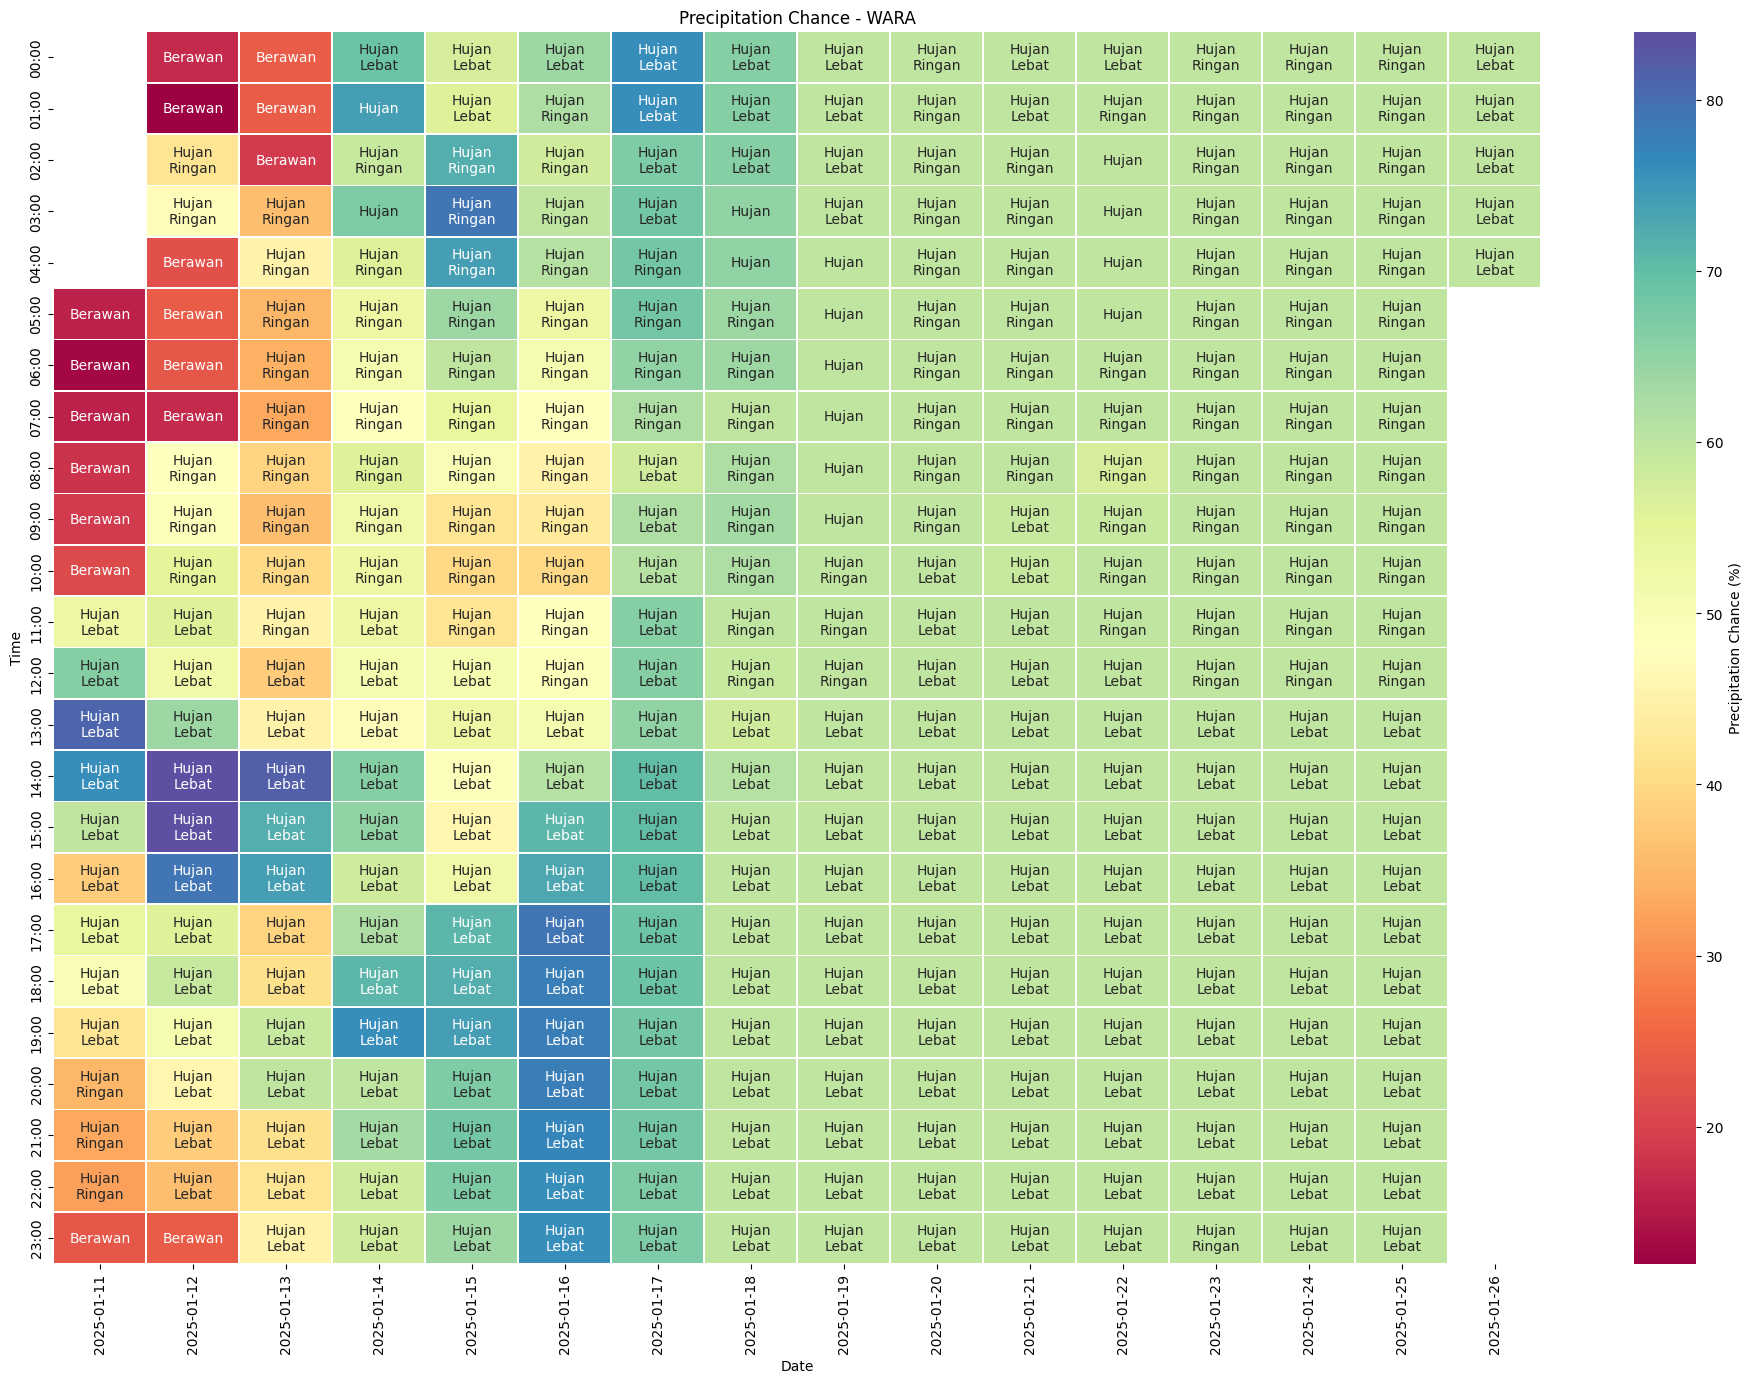 Precipitation Chance - WARA
00:00 Berawan Berawan Hujan Lebat Hujan Lebat Hujan Lebat Hujan Lebat Hujan Lebat Hujan Lebat Hujan Ringan Hujan Lebat Hujan Lebat Hujan Ringan Hujan Ringan Hujan Ringan Hujan Lebat
01:00 Berawan Berawan Hujan Hujan Lebat Hujan Ringan Hujan Lebat Hujan Lebat Hujan Lebat Hujan Ringan Hujan Lebat Hujan Ringan Hujan Ringan Hujan Ringan Hujan Ringan Hujan Lebat
02:00 Hujan Ringan Berawan Hujan Ringan Hujan Ringan Hujan Ringan Hujan Lebat Hujan Lebat Hujan Lebat Hujan Ringan Hujan Ringan Hujan Hujan Ringan Hujan Ringan Hujan Ringan Hujan Lebat
03:00 Hujan Ringan Hujan Ringan Hujan Hujan Ringan Hujan Ringan Hujan Lebat Hujan Hujan Lebat Hujan Ringan Hujan Ringan Hujan Hujan Ringan Hujan Ringan Hujan Ringan Hujan Lebat
04:00 Berawan Hujan Ringan Hujan Ringan Hujan Ringan Hujan Ringan Hujan Ringan Hujan Hujan Hujan Ringan Hujan Ringan Hujan Hujan Ringan Hujan Ringan Hujan Ringan Hujan Lebat
05:00 Berawan Berawan Hujan Ringan Hujan Ringan Hujan Ringan Hujan Ringan Hujan Ringan Hujan Ringan Hujan Hujan Ringan Hujan Ringan Hujan Hujan Ringan Hujan Ringan Hujan Ringan
06:00 Berawan Berawan Hujan Ringan Hujan Ringan Hujan Ringan Hujan Ringan Hujan Ringan Hujan Ringan Hujan Hujan Ringan Hujan Ringan Hujan Ringan Hujan Ringan Hujan Ringan Hujan Ringan
07:00 Berawan Berawan Hujan Ringan Hujan Ringan Hujan Ringan Hujan Ringan Hujan Ringan Hujan Ringan Hujan Hujan Ringan Hujan Ringan Hujan Ringan Hujan Ringan Hujan Ringan Hujan Ringan
08:00 Berawan Hujan Ringan Hujan Ringan Hujan Ringan Hujan Ringan Hujan Ringan Hujan Lebat Hujan Ringan Hujan Hujan Ringan Hujan Ringan Hujan Ringan Hujan Ringan Hujan Ringan Hujan Ringan
09:00 Berawan Hujan Ringan Hujan Ringan Hujan Ringan Hujan Ringan Hujan Ringan Hujan Lebat Hujan Ringan Hujan Hujan Ringan Hujan Lebat Hujan Ringan Hujan Ringan Hujan Ringan Hujan Ringan
10:00 Berawan Hujan Ringan Hujan Ringan Hujan Ringan Hujan Ringan Hujan Ringan Hujan Lebat Hujan Ringan Hujan Ringan Hujan Lebat Hujan Lebat Hujan Ringan Hujan Ringan Hujan Ringan Hujan Ringan
11:00 Hujan Lebat Hujan Lebat Hujan Ringan Hujan Lebat Hujan Ringan Hujan Ringan Hujan Lebat Hujan Ringan Hujan Ringan Hujan Lebat Hujan Lebat Hujan Ringan Hujan Ringan Hujan Ringan Hujan Ringan
12:00 Hujan Lebat Hujan Lebat Hujan Lebat Hujan Lebat Hujan Lebat Hujan Ringan Hujan Lebat Hujan Ringan Hujan Ringan Hujan Lebat Hujan Lebat Hujan Lebat Hujan Ringan Hujan Ringan Hujan Ringan
13:00 Hujan Lebat Hujan Lebat Hujan Lebat Hujan Lebat Hujan Lebat Hujan Lebat Hujan Lebat Hujan Lebat Hujan Lebat Hujan Lebat Hujan Lebat Hujan Lebat Hujan Lebat Hujan Lebat Hujan Lebat
14:00 Hujan Lebat Hujan Lebat Hujan Lebat Hujan Lebat Hujan Lebat Hujan Lebat Hujan Lebat Hujan Lebat Hujan Lebat Hujan Lebat Hujan Lebat Hujan Lebat Hujan Lebat Hujan Lebat Hujan Lebat
15:00 Hujan Lebat Hujan Lebat Hujan Lebat Hujan Lebat Hujan Lebat Hujan Lebat Hujan Lebat Hujan Lebat Hujan Lebat Hujan Lebat Hujan Lebat Hujan Lebat Hujan Lebat Hujan Lebat Hujan Lebat
16:00 Hujan Lebat Hujan Lebat Hujan Lebat Hujan Lebat Hujan Lebat Hujan Lebat Hujan Lebat Hujan Lebat Hujan Lebat Hujan Lebat Hujan Lebat Hujan Lebat Hujan Lebat Hujan Lebat Hujan Lebat
17:00 Hujan Lebat Hujan Lebat Hujan Lebat Hujan Lebat Hujan Lebat Hujan Lebat Hujan Lebat Hujan Lebat Hujan Lebat Hujan Lebat Hujan Lebat Hujan Lebat Hujan Lebat Hujan Lebat Hujan Lebat
18:00 Hujan Lebat Hujan Lebat Hujan Lebat Hujan Lebat Hujan Lebat Hujan Lebat Hujan Lebat Hujan Lebat Hujan Lebat Hujan Lebat Hujan Lebat Hujan Lebat Hujan Lebat Hujan Lebat Hujan Lebat
19:00 Hujan Lebat Hujan Lebat Hujan Lebat Hujan Lebat Hujan Lebat Hujan Lebat Hujan Lebat Hujan Lebat Hujan Lebat Hujan Lebat Hujan Lebat Hujan Lebat Hujan Lebat Hujan Lebat Hujan Lebat
20:00 Hujan Ringan Hujan Lebat Hujan Lebat Hujan Lebat Hujan Lebat Hujan Lebat Hujan Lebat Hujan Lebat Hujan Lebat Hujan Lebat Hujan Lebat Hujan Lebat Hujan Lebat Hujan Lebat Hujan Lebat
21:00 Hujan Ringan Hujan Lebat Hujan Lebat Hujan Lebat Hujan Lebat Hujan Lebat Hujan Lebat Hujan Lebat Hujan Lebat Hujan Lebat Hujan Lebat Hujan Lebat Hujan Lebat Hujan Lebat Hujan Lebat
22:00 Hujan Ringan Hujan Lebat Hujan Lebat Hujan Lebat Hujan Lebat Hujan Lebat Hujan Lebat Hujan Lebat Hujan Lebat Hujan Lebat Hujan Lebat Hujan Lebat Hujan Lebat Hujan Lebat Hujan Lebat
23:00 Berawan Berawan Hujan Lebat Hujan Lebat Hujan Lebat Hujan Lebat Hujan Lebat Hujan Lebat Hujan Lebat Hujan Lebat Hujan Lebat Hujan Lebat Hujan Ringan Hujan Lebat Hujan Lebat
Time
2025-01-11 2025-01-12 2025-01-13 2025-01-14 2025-01-15 2025-01-16 2025-01-17 2025-01-18 2025-01-19 2025-01-20 2025-01-21 2025-01-22 2025-01-23 2025-01-24 2025-01-25 2025-01-26
Date
80
70
60
50
40
30
20
Precipitation Chance (%)